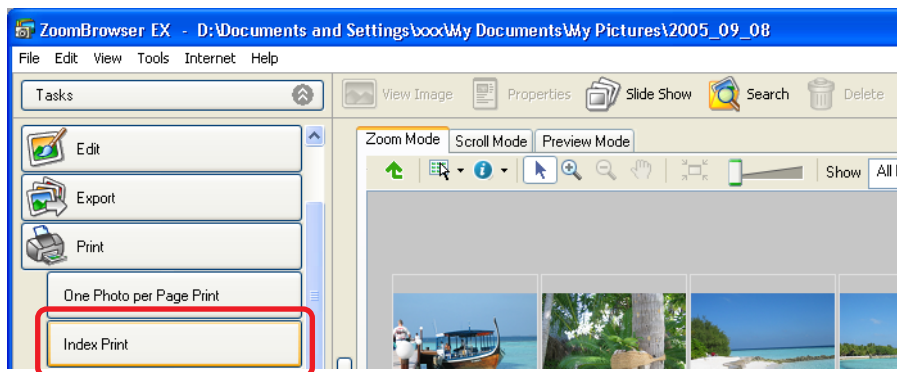 ZoomBrowser EX - D:\Documents and Settings\xxx\My Documents\My Pictures\2005_09_08
File Edit View Tools Internet Help
Tasks
View Image Properties Slide Show Search Delete
Edit
Zoom Mode Scroll Mode Preview Mode
Show All
Export
Print
One Photo per Page Print
Index Print